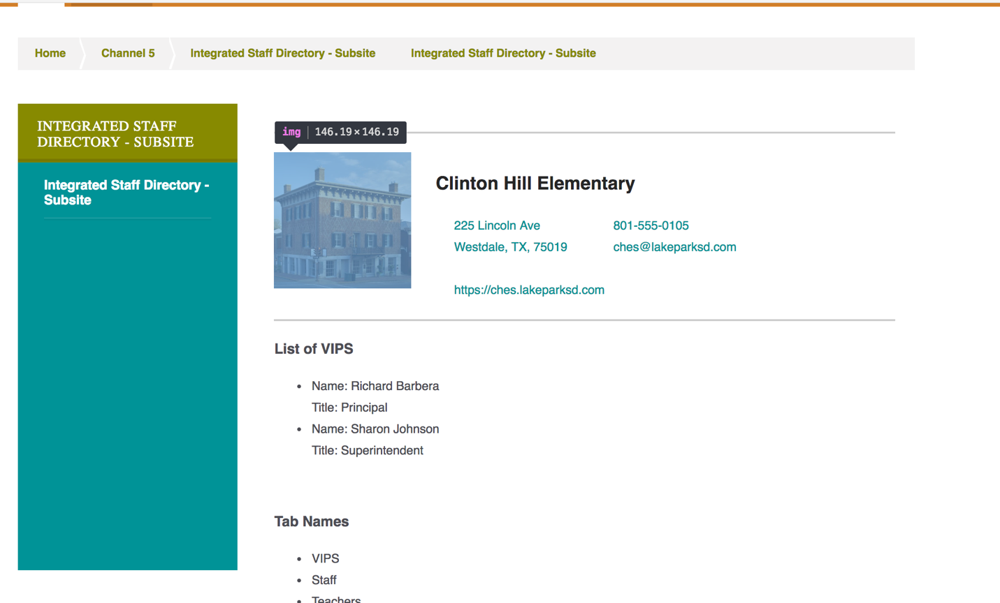 Home
Channel 5
Integrated Staff Directory - Subsite
Integrated Staff Directory - Subsite
INTEGRATED STAFF
DIRECTORY - SUBSITE
Integrated Staff Directory -
Subsite
img 146.19×146.19
Clinton Hill Elementary
225 Lincoln Ave
801-555-0105
Westdale, TX, 75019
ches@lakeparksd.com
https://ches.lakeparksd.com
List of VIPS
• Name: Richard Barbera
Title: Principal
• Name: Sharon Johnson
Title: Superintendent
Tab Names
• VIPS
• Staff
• Teachers